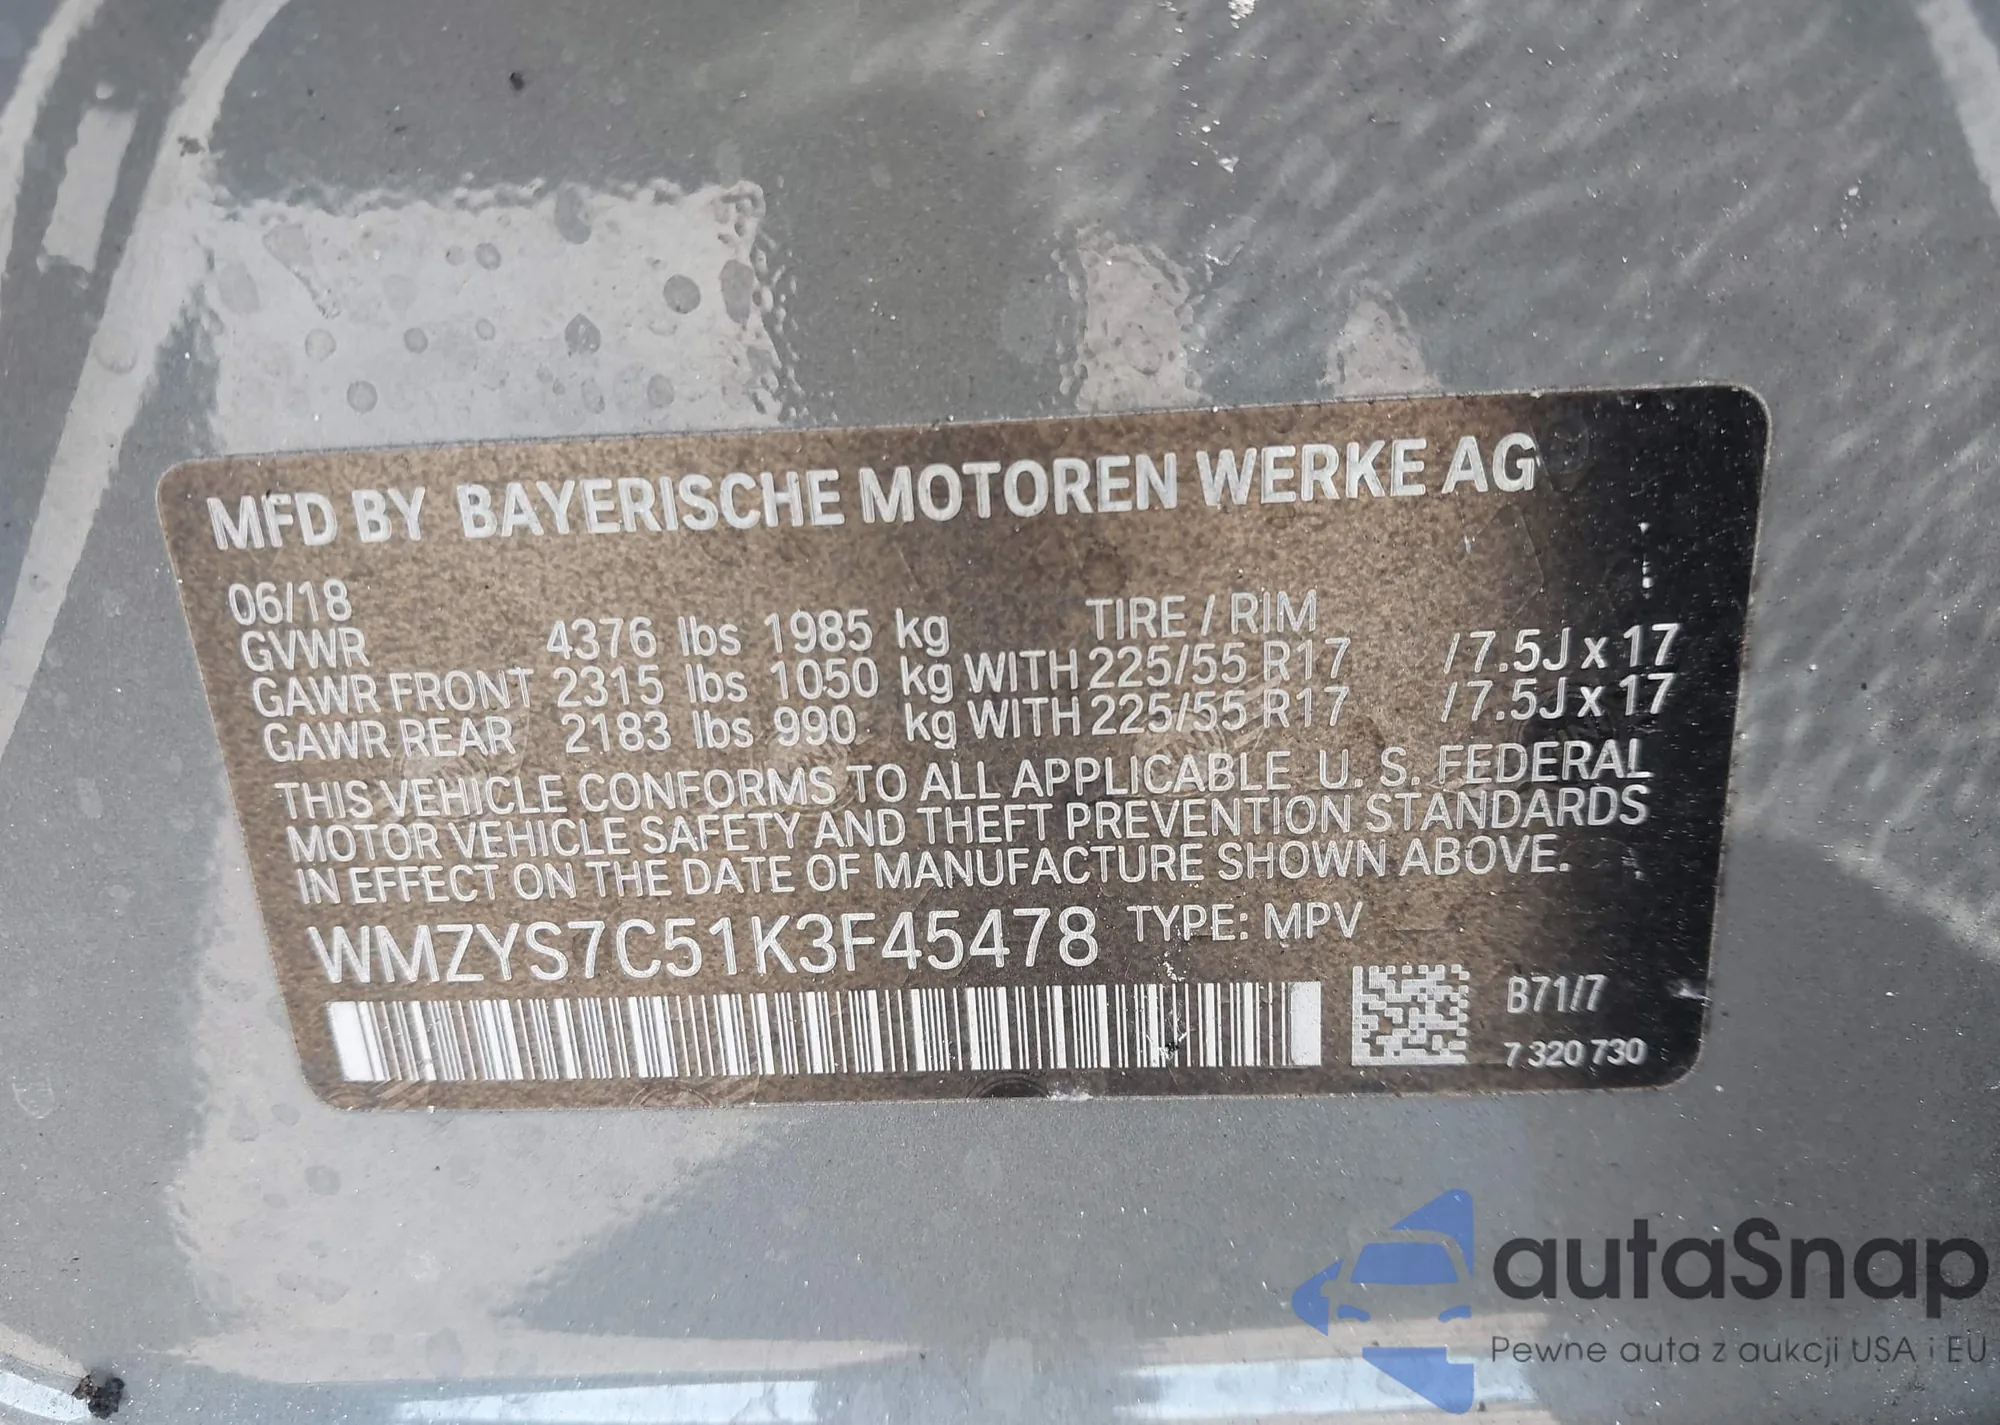 MFD BY BAYERISCHE MOTOREN WERKE AG
06/18
TIRE / RIM
GVWR 4376 lbs 1985 kg
GAWR FRONT 2315 lbs 1050 kg WITH 225/55 R17 /7.5J x 17
GAWR REAR 2183 lbs 990 kg WITH 225/55 R17 /7.5J x 17
THIS VEHICLE CONFORMS TO ALL APPLICABLE U. S. FEDERAL
MOTOR VEHICLE SAFETY AND THEFT PREVENTION STANDARDS
IN EFFECT ON THE DATE OF MANUFACTURE SHOWN ABOVE.
WMZYS7C51K3F45478 TYPE: MPV
B71/7
7 320 730
autaSnap
Pewne auta z aukcji USA i EU